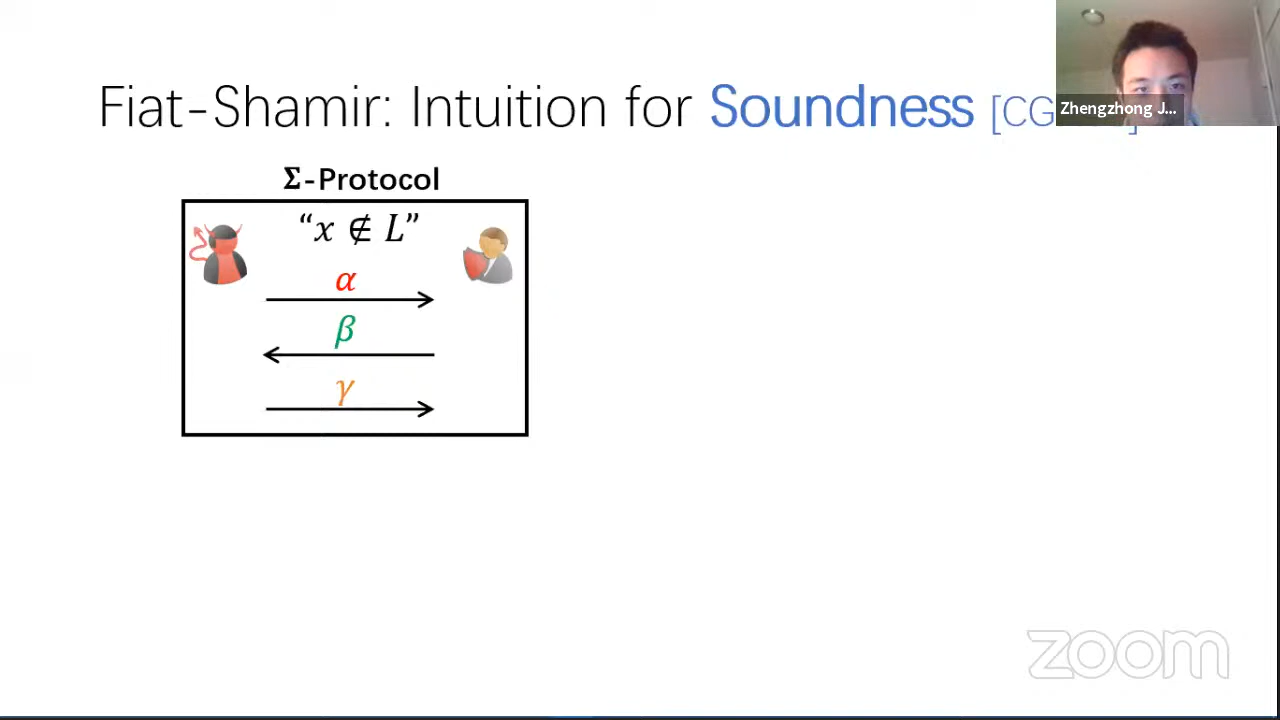 Fiat-Shamir: Intuition for Soundness [CG
Zhengzhong J...
Σ-Protocol
“x ∉ L”
α
β
γ
zoom